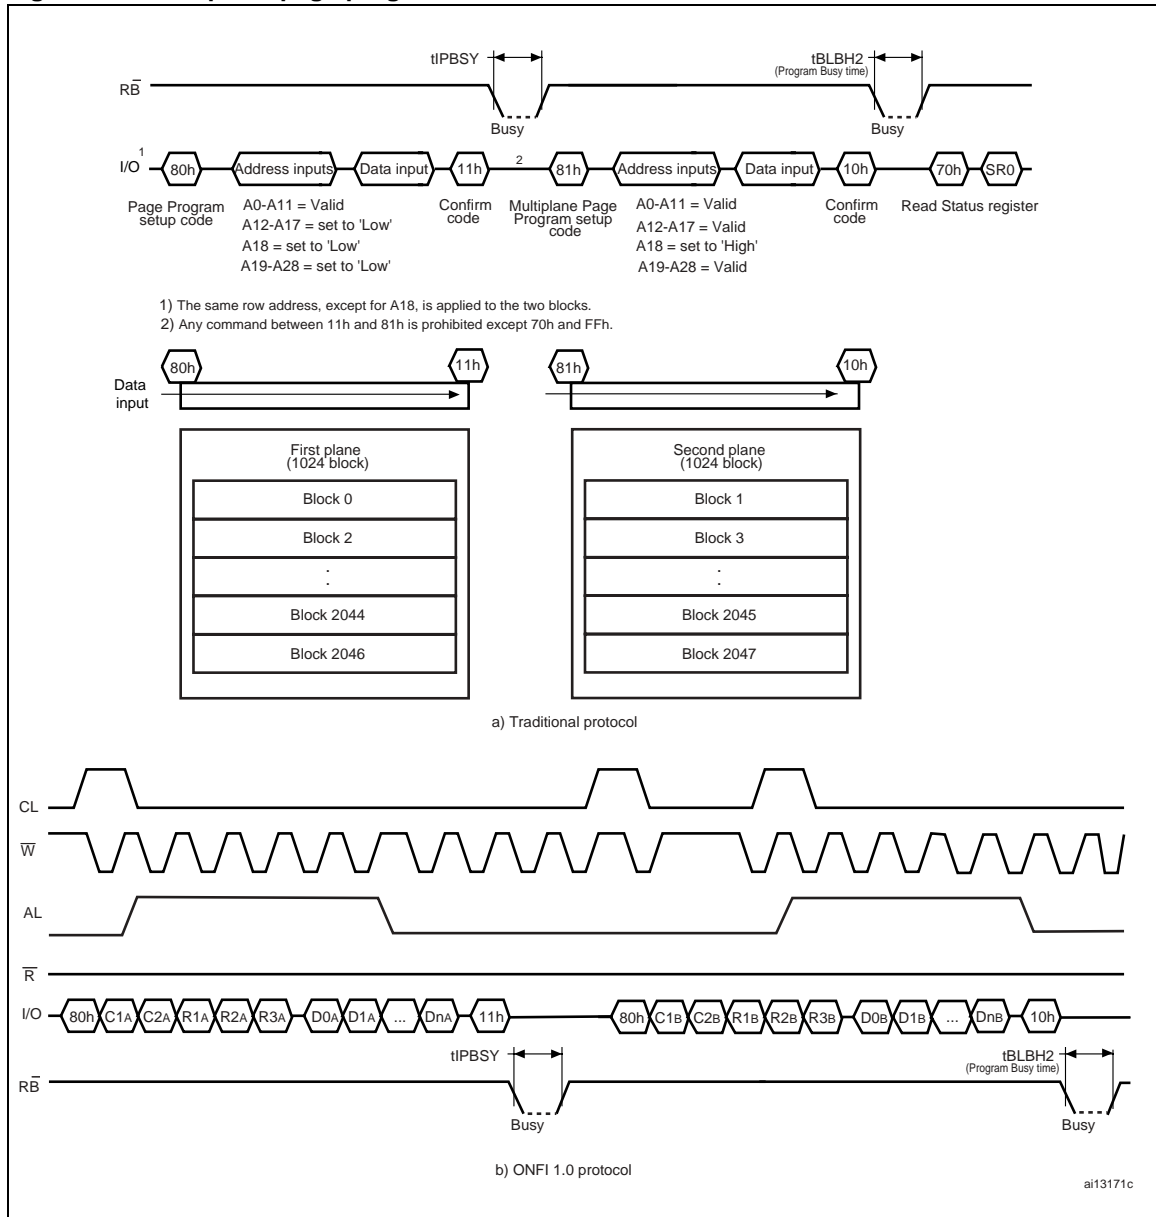 tIPBSY
tBLBH2
(Program Busy time)
RB̅
Busy
Busy
I/O 1
80h Address inputs Data input 11h 2 81h Address inputs Data input 10h 70h SR0
Page Program setup code
A0-A11 = Valid
A12-A17 = set to 'Low'
A18 = set to 'Low'
A19-A28 = set to 'Low'
Confirm code
Multiplane Page Program setup code
A0-A11 = Valid
A12-A17 = Valid
A18 = set to 'High'
A19-A28 = Valid
Confirm code
Read Status register
1) The same row address, except for A18, is applied to the two blocks.
2) Any command between 11h and 81h is prohibited except 70h and FFh.
80h 11h 81h 10h
Data input
First plane
(1024 block)
Block 0
Block 2
:
Block 2044
Block 2046
Second plane
(1024 block)
Block 1
Block 3
:
Block 2045
Block 2047
a) Traditional protocol
CL
W̅
AL
R̅
I/O 80h C1A C2A R1A R2A R3A D0A D1A ... DnA 11h 80h C1B C2B R1B R2B R3B D0B D1B ... DnB 10h
tIPBSY
tBLBH2
(Program Busy time)
RB̅
Busy
Busy
b) ONFI 1.0 protocol
ai13171c